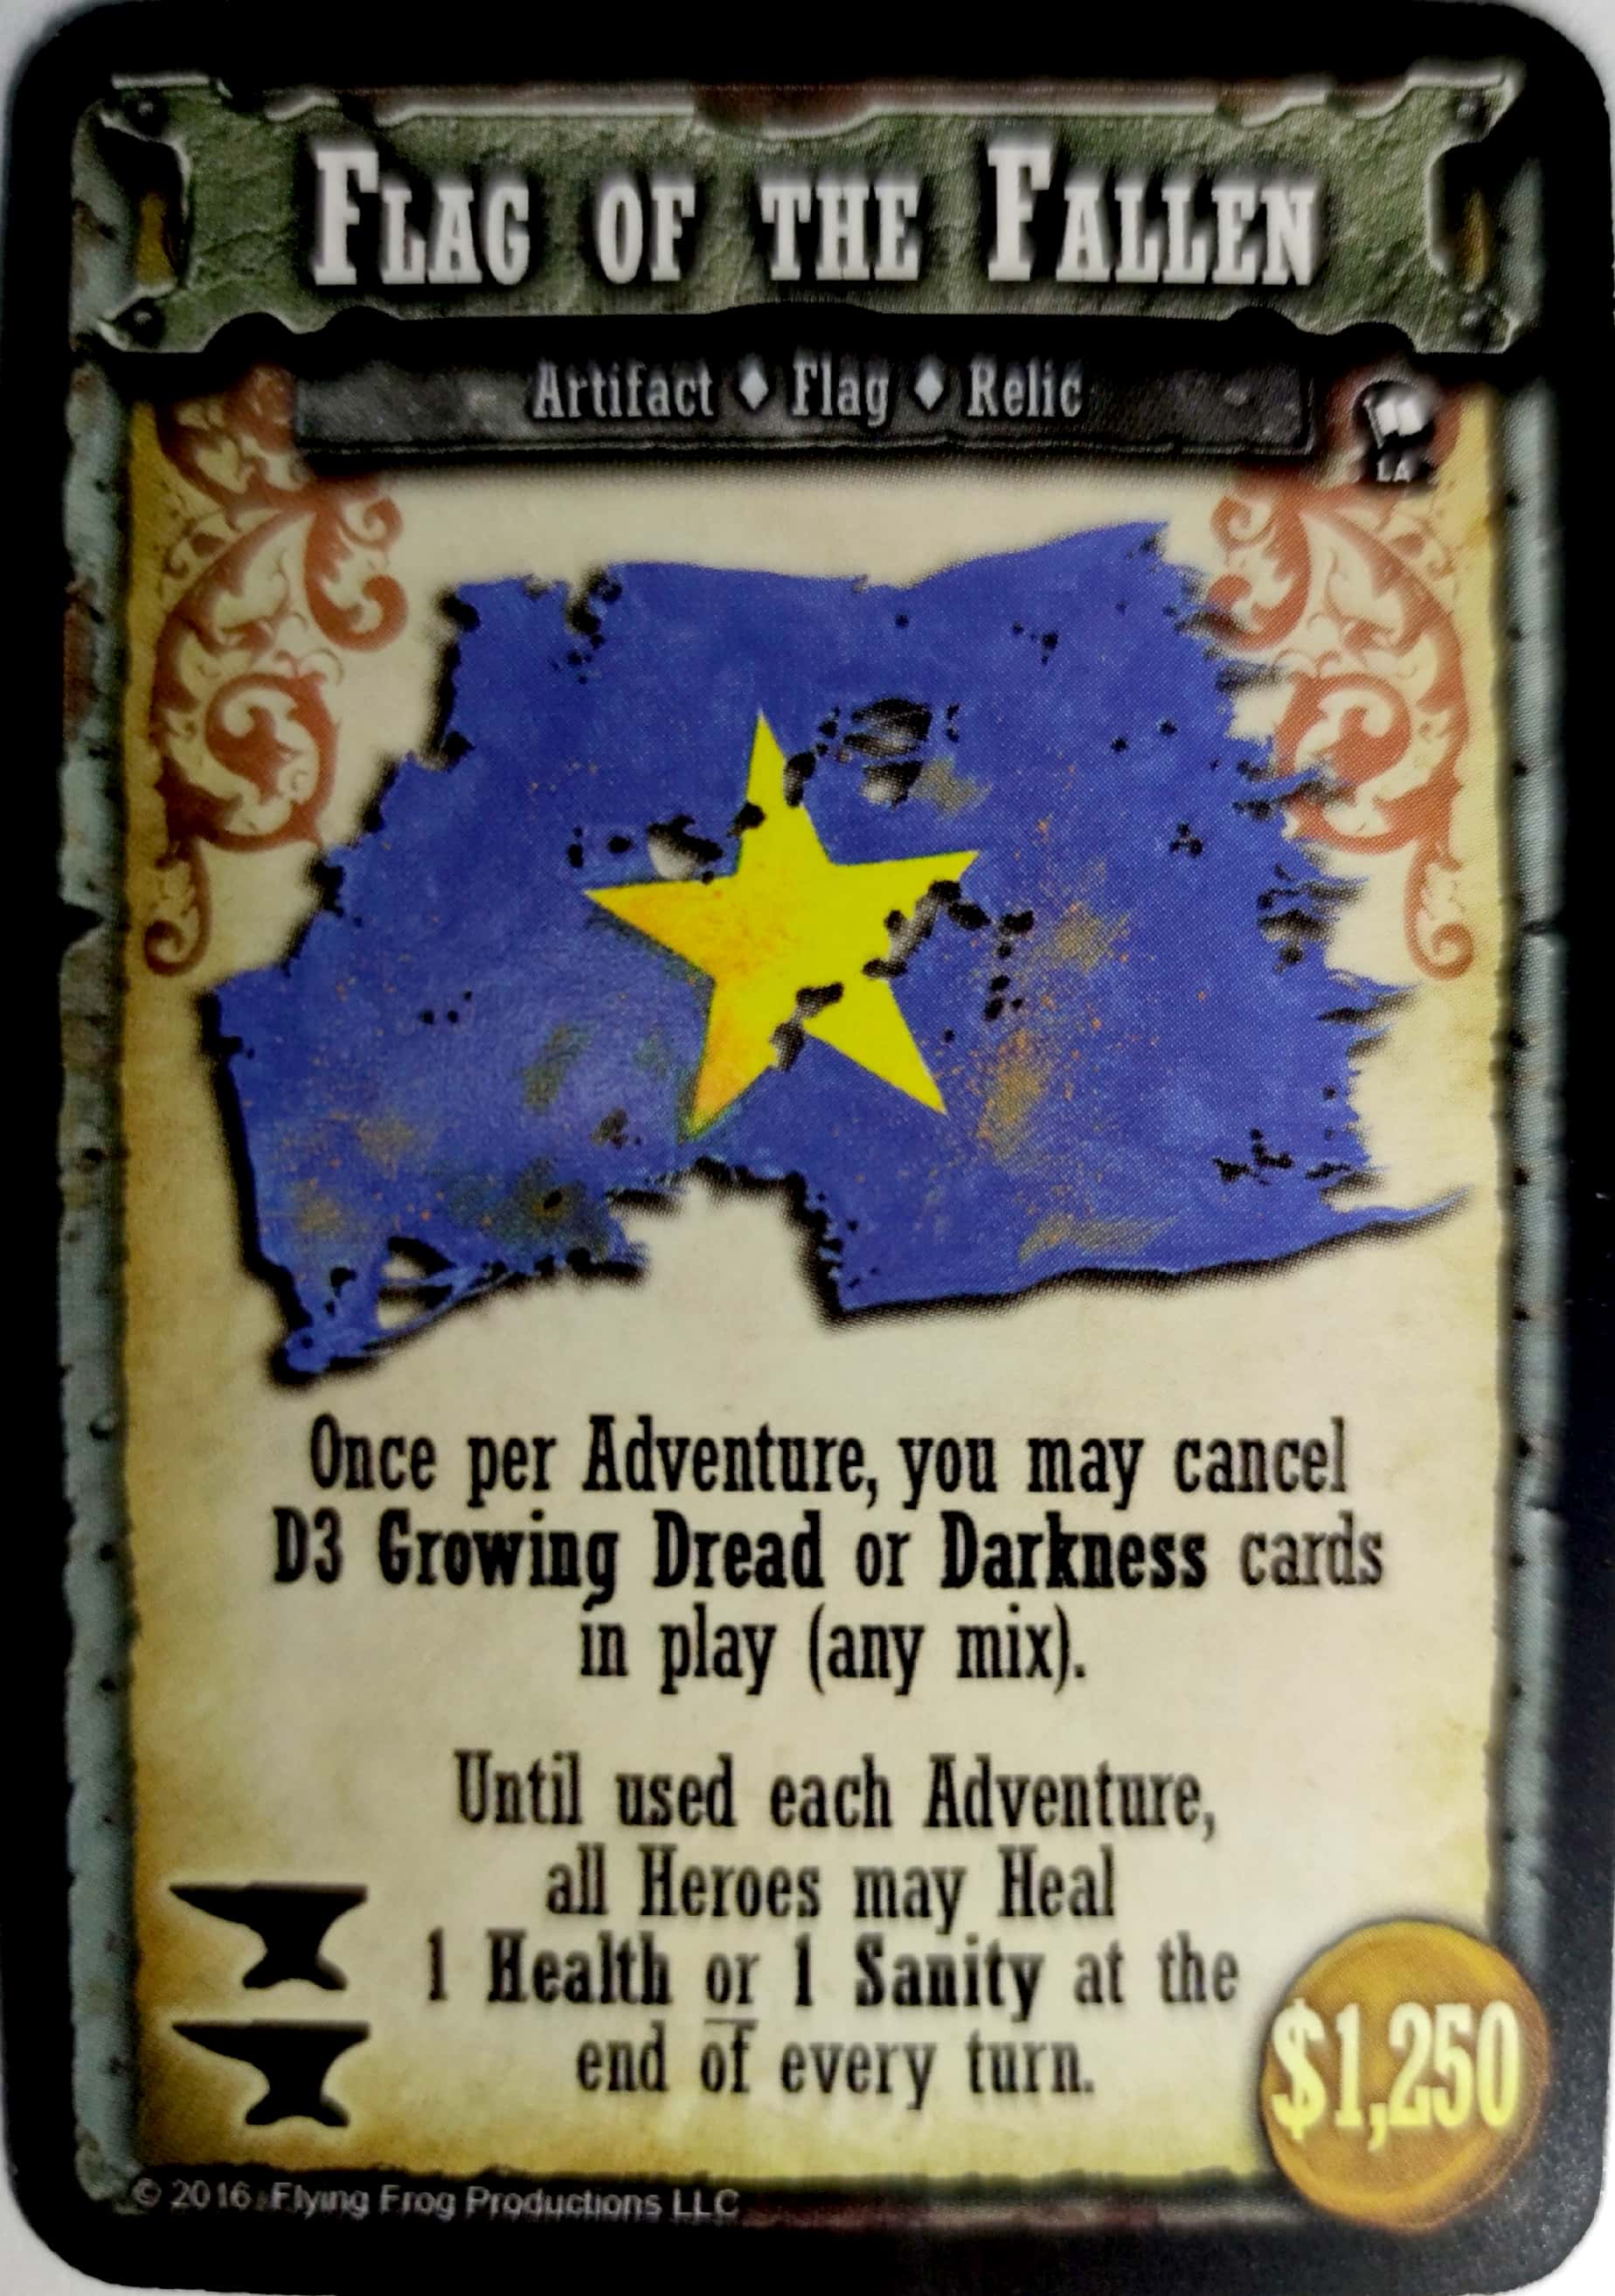 Flag of the Fallen
Artifact ♦ Flag ♦ Relic
LA
Once per Adventure, you may cancel
D3 Growing Dread or Darkness cards
in play (any mix).
Until used each Adventure,
all Heroes may Heal
1 Health or 1 Sanity at the
end of every turn.
$1,250
© 2016 Flying Frog Productions LLC